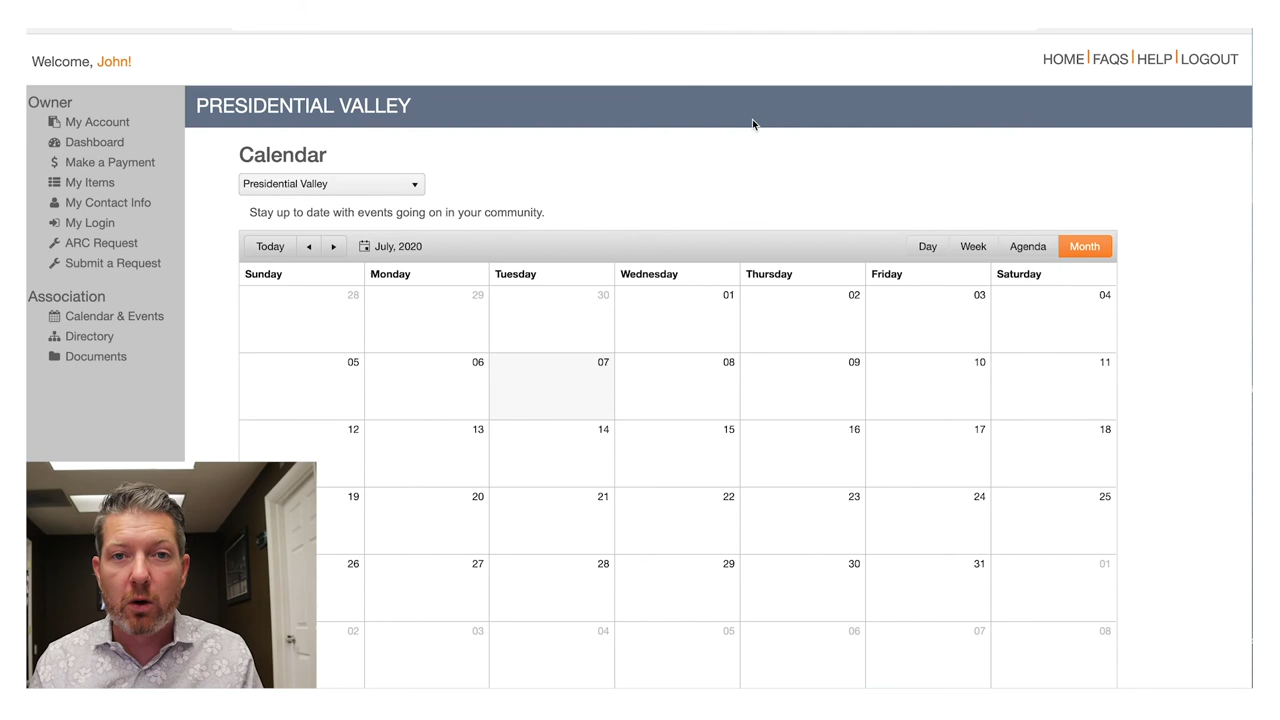 Welcome, John!
HOME FAQS HELP LOGOUT
Owner
My Account
Dashboard
Make a Payment
My Items
My Contact Info
My Login
ARC Request
Submit a Request
Association
Calendar & Events
Directory
Documents
PRESIDENTIAL VALLEY
Calendar
Presidential Valley
Stay up to date with events going on in your community.
Today July, 2020 Day Week Agenda Month
Sunday Monday Tuesday Wednesday Thursday Friday Saturday
28 29 30 01 02 03 04
05 06 07 08 09 10 11
12 13 14 15 16 17 18
19 20 21 22 23 24 25
26 27 28 29 30 31 01
02 03 04 05 06 07 08